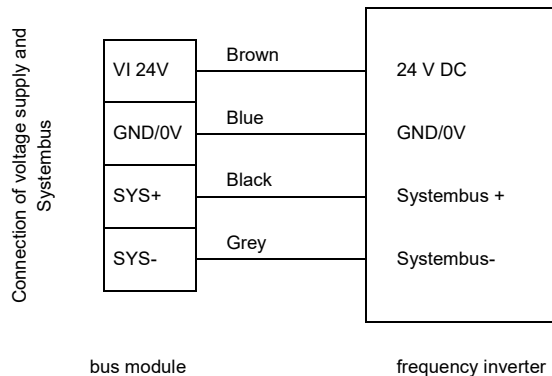 Connection of voltage supply and
Systembus
VI 24V
Brown
24 V DC
GND/0V
Blue
GND/0V
SYS+
Black
Systembus +
SYS-
Grey
Systembus-
bus module
frequency inverter